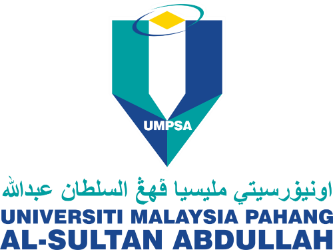 UMPSA
اونيۏرسيتي مليسيا ڤهڠ السلطان عبدالله
UNIVERSITI MALAYSIA PAHANG
AL-SULTAN ABDULLAH